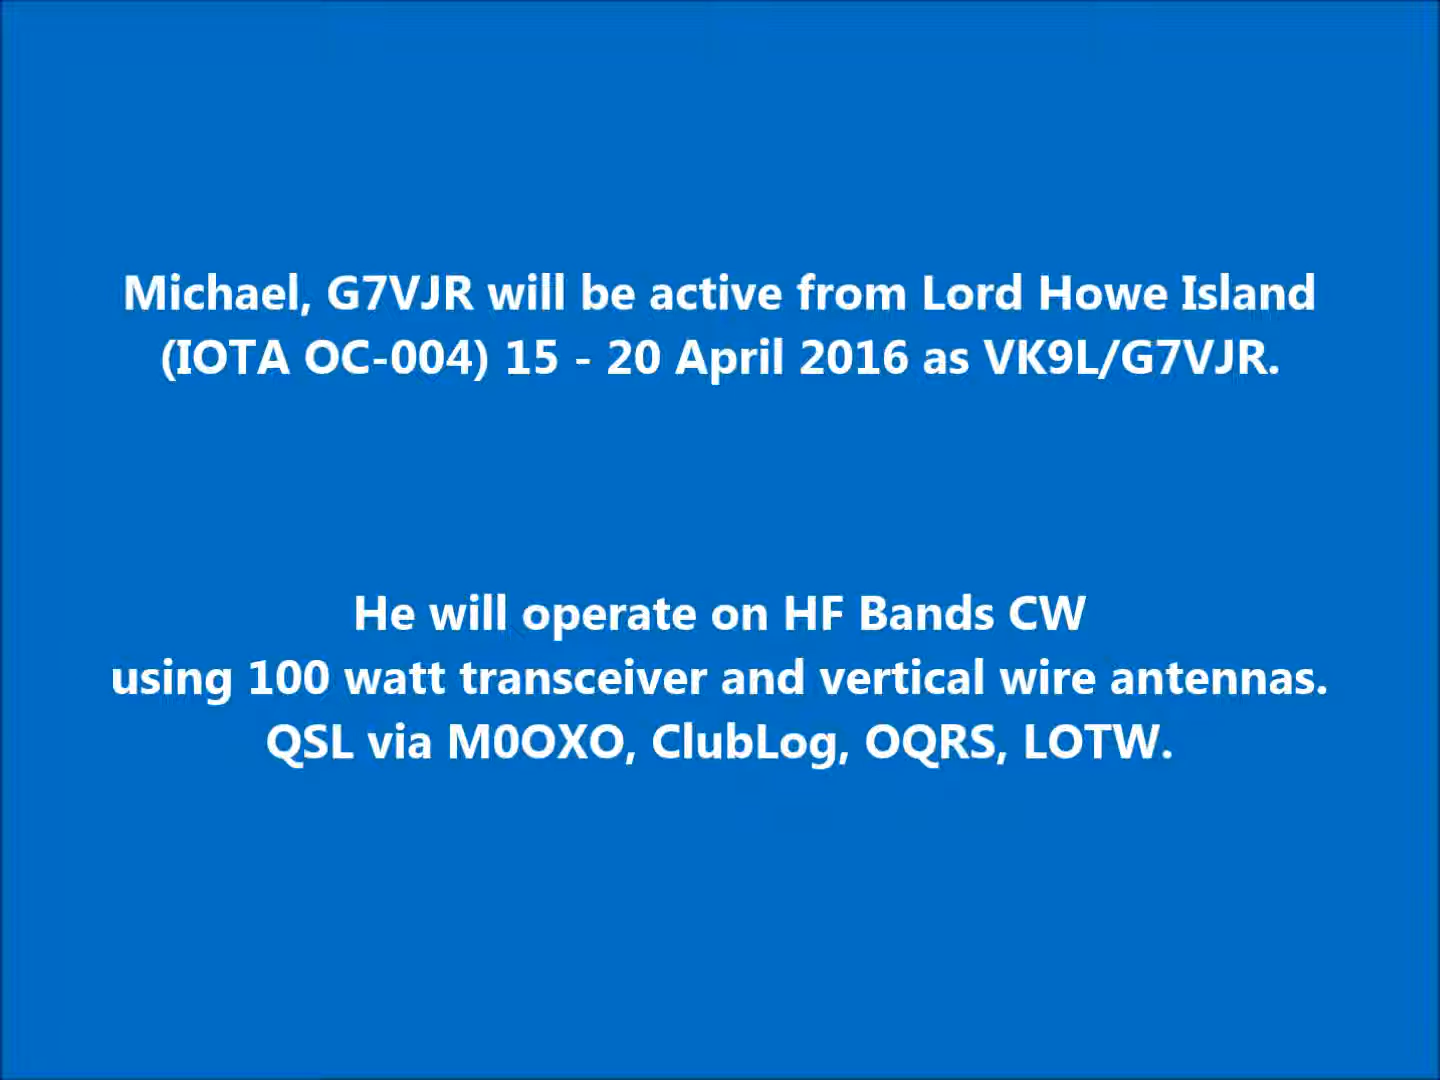 Michael, G7VJR will be active from Lord Howe Island
(IOTA OC-004) 15 - 20 April 2016 as VK9L/G7VJR.
He will operate on HF Bands CW
using 100 watt transceiver and vertical wire antennas.
QSL via M0OXO, ClubLog, OQRS, LOTW.